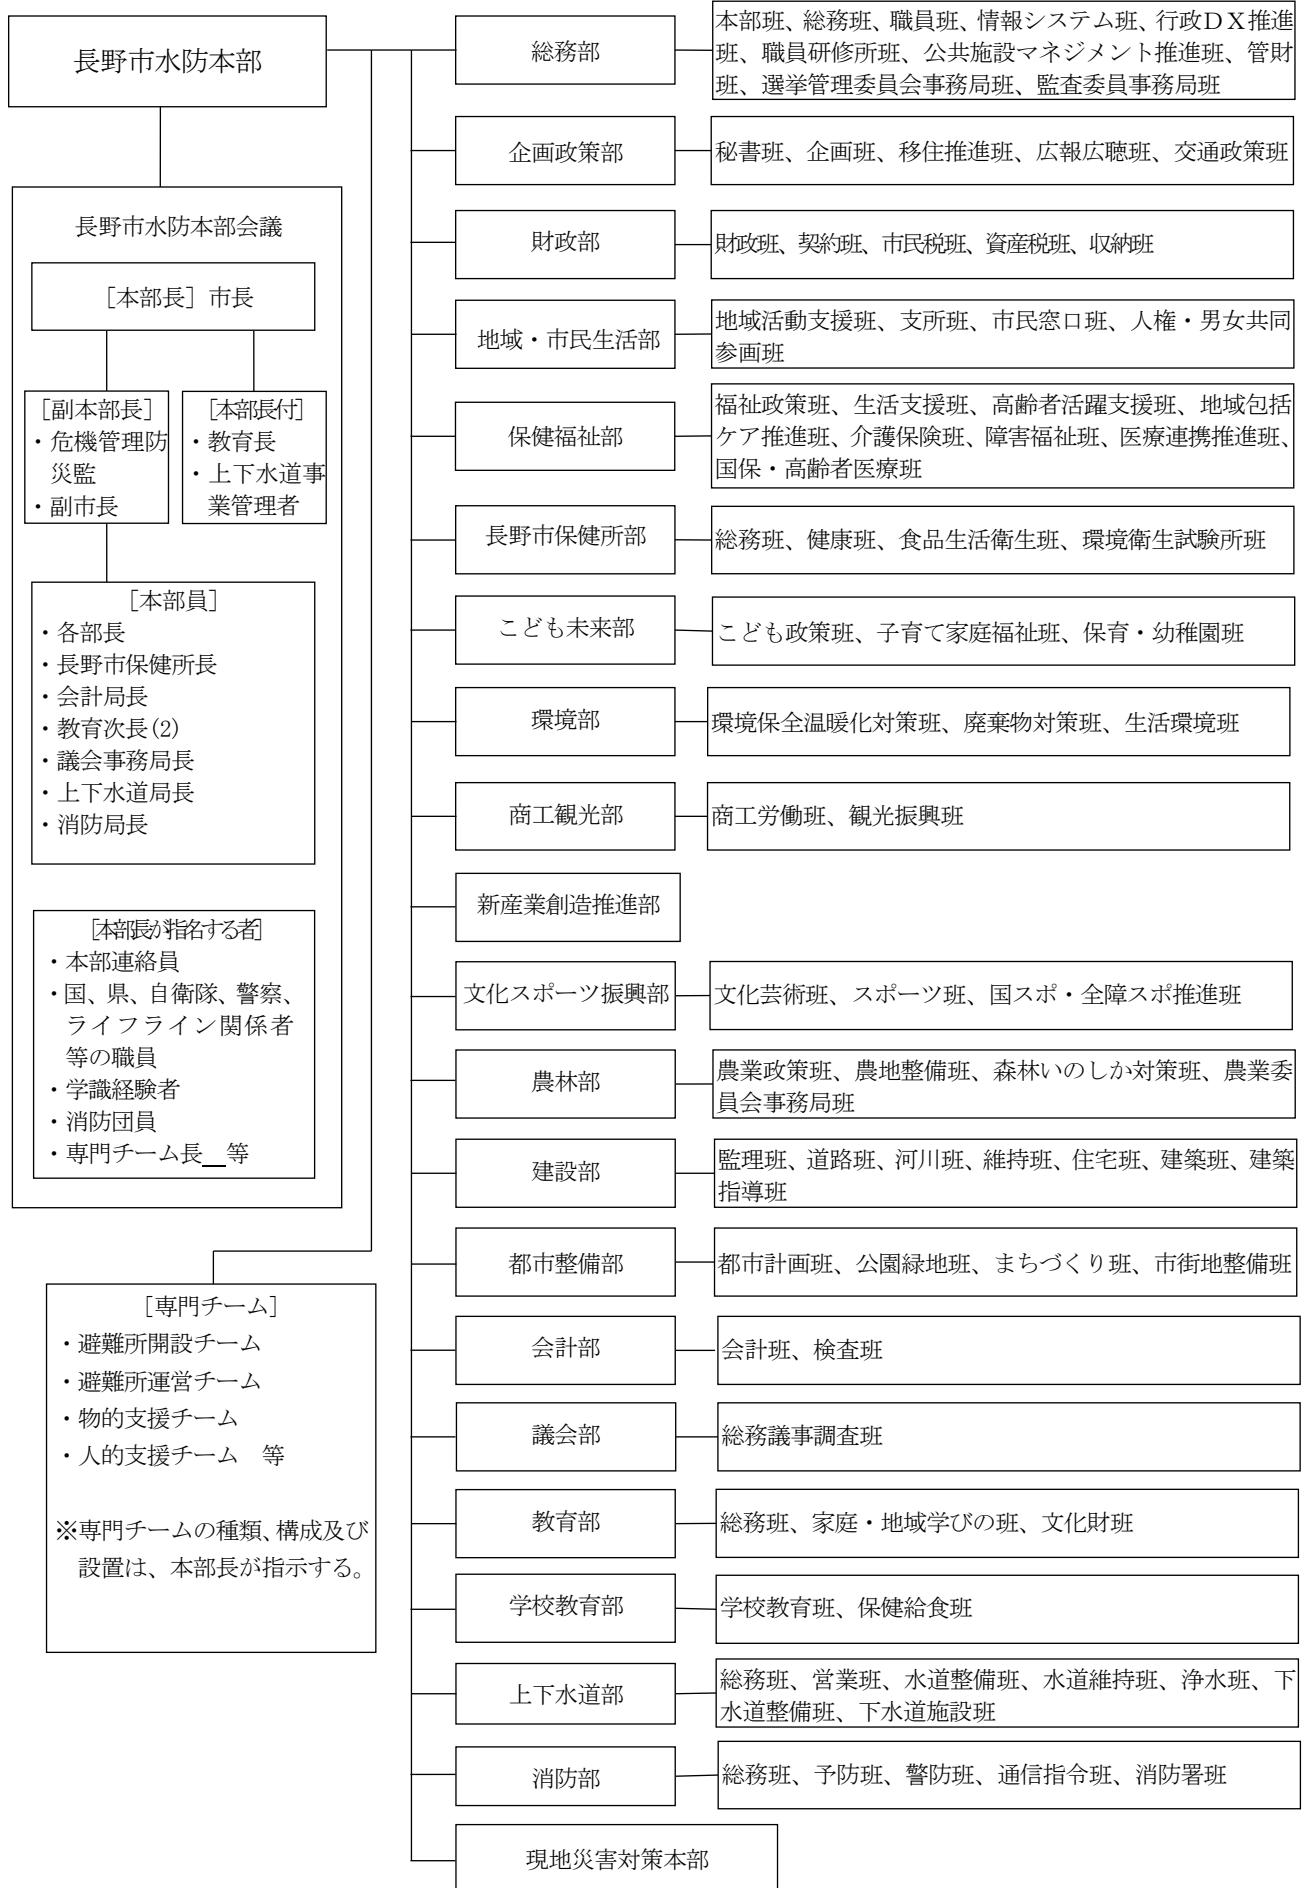 長野市水防本部
長野市水防本部会議
［本部長］市長
［副本部長］
・危機管理防
災監
・副市長
［本部長付］
・教育長
・上下水道事
業管理者
［本部員］
・各部長
・長野市保健所長
・会計局長
・教育次長(2)
・議会事務局長
・上下水道局長
・消防局長
［本部長が指名する者］
・本部連絡員
・国、県、自衛隊、警察、
ライフライン関係者
等の職員
・学識経験者
・消防団員
・専門チーム長＿等
［専門チーム］
・避難所開設チーム
・避難所運営チーム
・物的支援チーム
・人的支援チーム　等
※専門チームの種類、構成及び
設置は、本部長が指示する。
総務部
本部班、総務班、職員班、情報システム班、行政ＤＸ推進
班、職員研修所班、公共施設マネジメント推進班、管財
班、選挙管理委員会事務局班、監査委員事務局班
企画政策部
秘書班、企画班、移住推進班、広報広聴班、交通政策班
財政部
財政班、契約班、市民税班、資産税班、収納班
地域・市民生活部
地域活動支援班、支所班、市民窓口班、人権・男女共同
参画班
保健福祉部
福祉政策班、生活支援班、高齢者活躍支援班、地域包括
ケア推進班、介護保険班、障害福祉班、医療連携推進班、
国保・高齢者医療班
長野市保健所部
総務班、健康班、食品生活衛生班、環境衛生試験所班
こども未来部
こども政策班、子育て家庭福祉班、保育・幼稚園班
環境部
環境保全温暖化対策班、廃棄物対策班、生活環境班
商工観光部
商工労働班、観光振興班
新産業創造推進部
文化スポーツ振興部
文化芸術班、スポーツ班、国スポ・全障スポ推進班
農林部
農業政策班、農地整備班、森林いのしか対策班、農業委
員会事務局班
建設部
監理班、道路班、河川班、維持班、住宅班、建築班、建築
指導班
都市整備部
都市計画班、公園緑地班、まちづくり班、市街地整備班
会計部
会計班、検査班
議会部
総務議事調査班
教育部
総務班、家庭・地域学びの班、文化財班
学校教育部
学校教育班、保健給食班
上下水道部
総務班、営業班、水道整備班、水道維持班、浄水班、下
水道整備班、下水道施設班
消防部
総務班、予防班、警防班、通信指令班、消防署班
現地災害対策本部